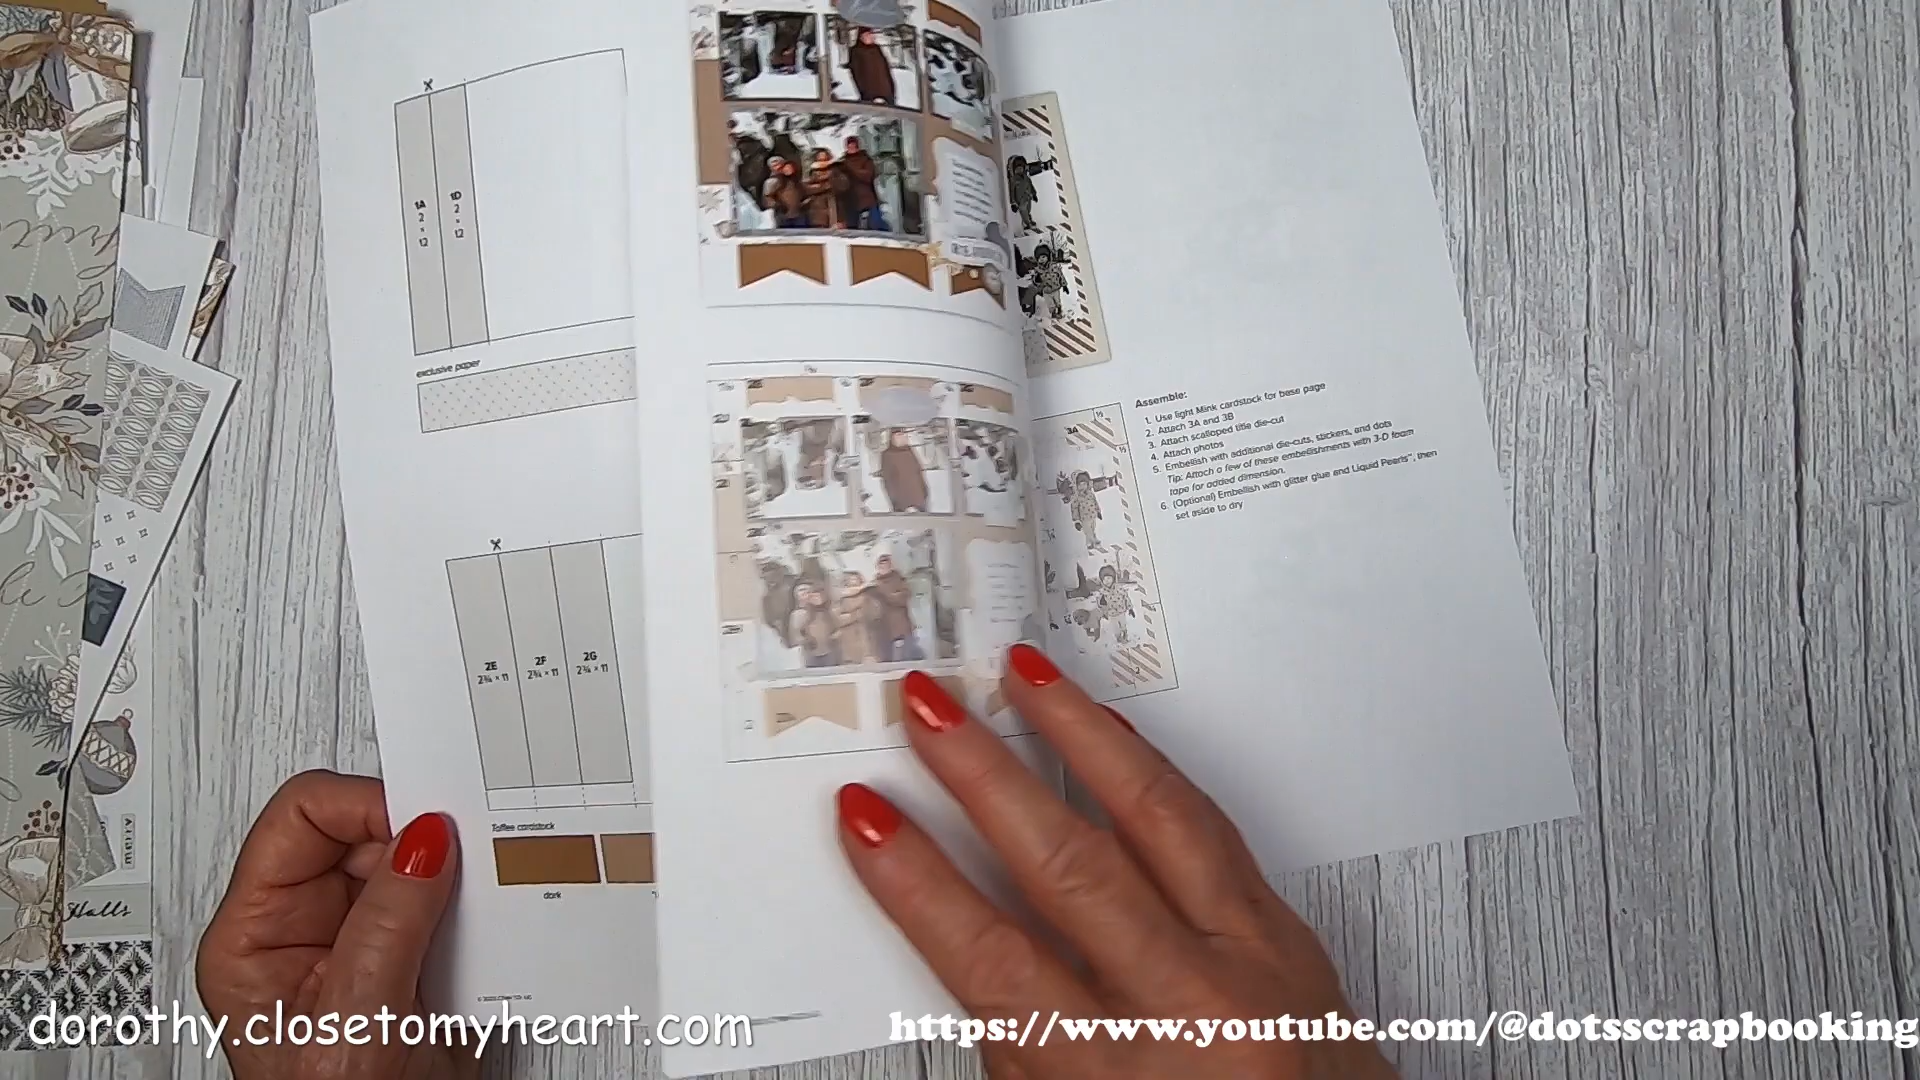 1A
2
×
12
1D
2
×
12
exclusive paper
2E
2¾ × 11
2F
2¾ × 11
2G
2¾ × 11
Toffee cardstock
dark
3A
Assemble:
1. Use light Mink cardstock for base page
2. Attach 3A and 3B
3. Attach scalloped title die-cut
4. Attach photos
5. Embellish with additional die-cuts, stickers, and dots
Tip: Attach a few of these embellishments with 3-D foam
tape for added dimension.
6. (Optional) Embellish with glitter glue and Liquid Pearls™, then
set aside to dry
Halls
dorothy.closetomyheart.com
https://www.youtube.com/@dotsscrapbooking